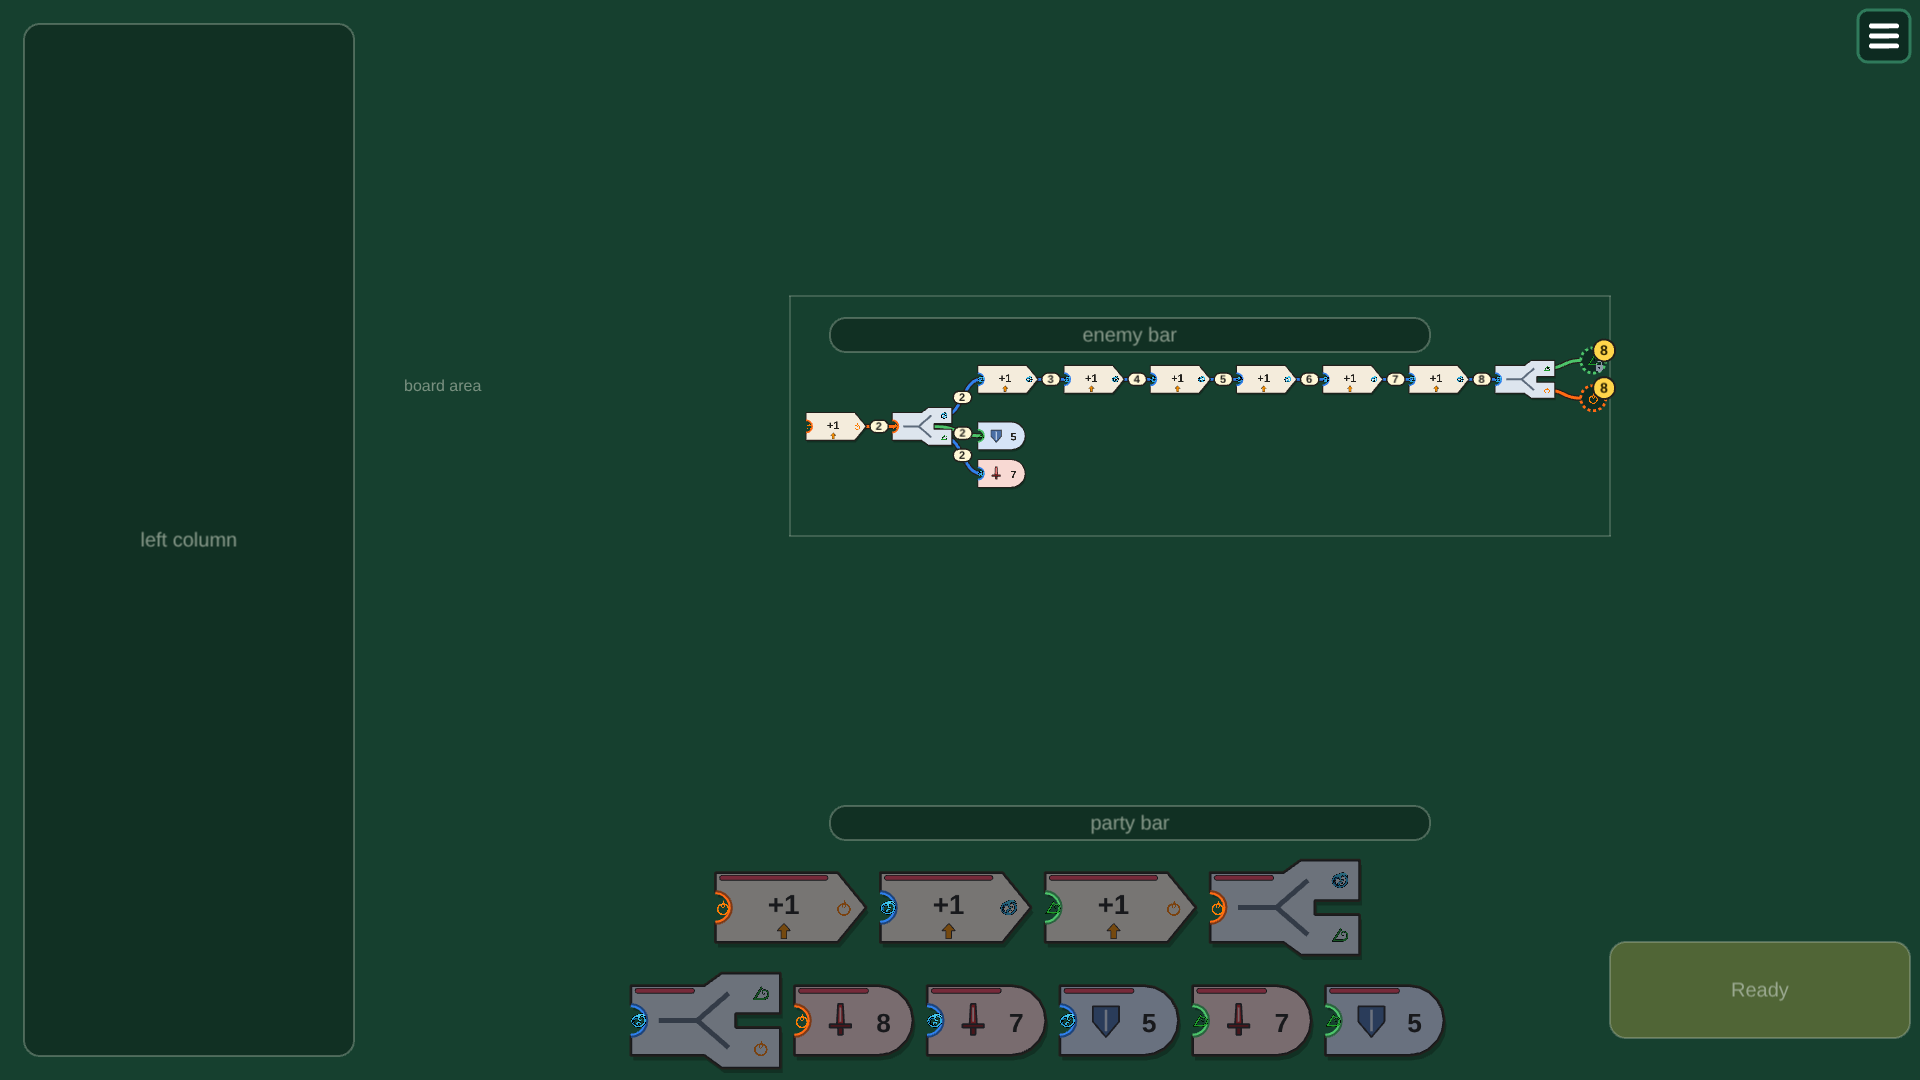 enemy bar
8
+1 3 +1 4 +1 5 +1 6 +1 7 +1 8
board area
8
2
+1 2
2 5
2
7
left column
party bar
+1 +1 +1
Ready
8 7 5 7 5